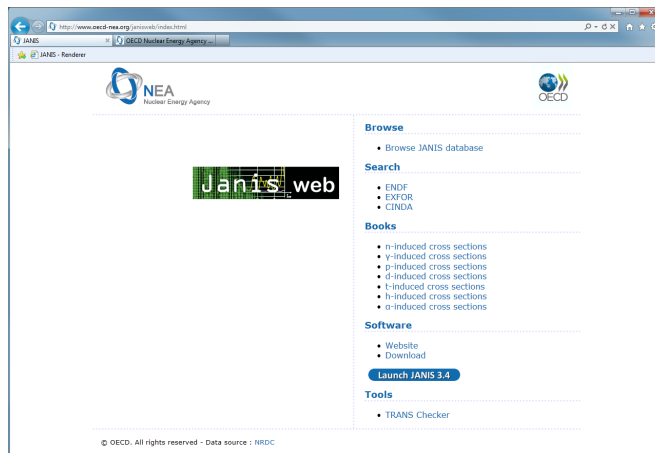 http://www.oecd-nea.org/janisweb/index.html
JANIS
OECD Nuclear Energy Agency ...
JANIS - Renderer
NEA
Nuclear Energy Agency
OECD
Janis web
Browse
• Browse JANIS database
Search
• ENDF
• EXFOR
• CINDA
Books
• n-induced cross sections
• γ-induced cross sections
• p-induced cross sections
• d-induced cross sections
• t-induced cross sections
• h-induced cross sections
• α-induced cross sections
Software
• Website
• Download
Launch JANIS 3.4
Tools
• TRANS Checker
© OECD. All rights reserved - Data source : NRDC